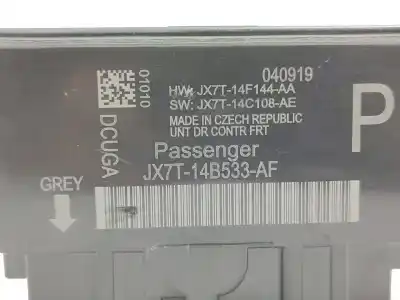 040919
HW: JX7T-14F144-AA
SW: JX7T-14C108-AE
MADE IN CZECH REPUBLIC
UNT DR CONTR FRT
01010
DCUGA
P
Passenger
JX7T-14B533-AF
GREY